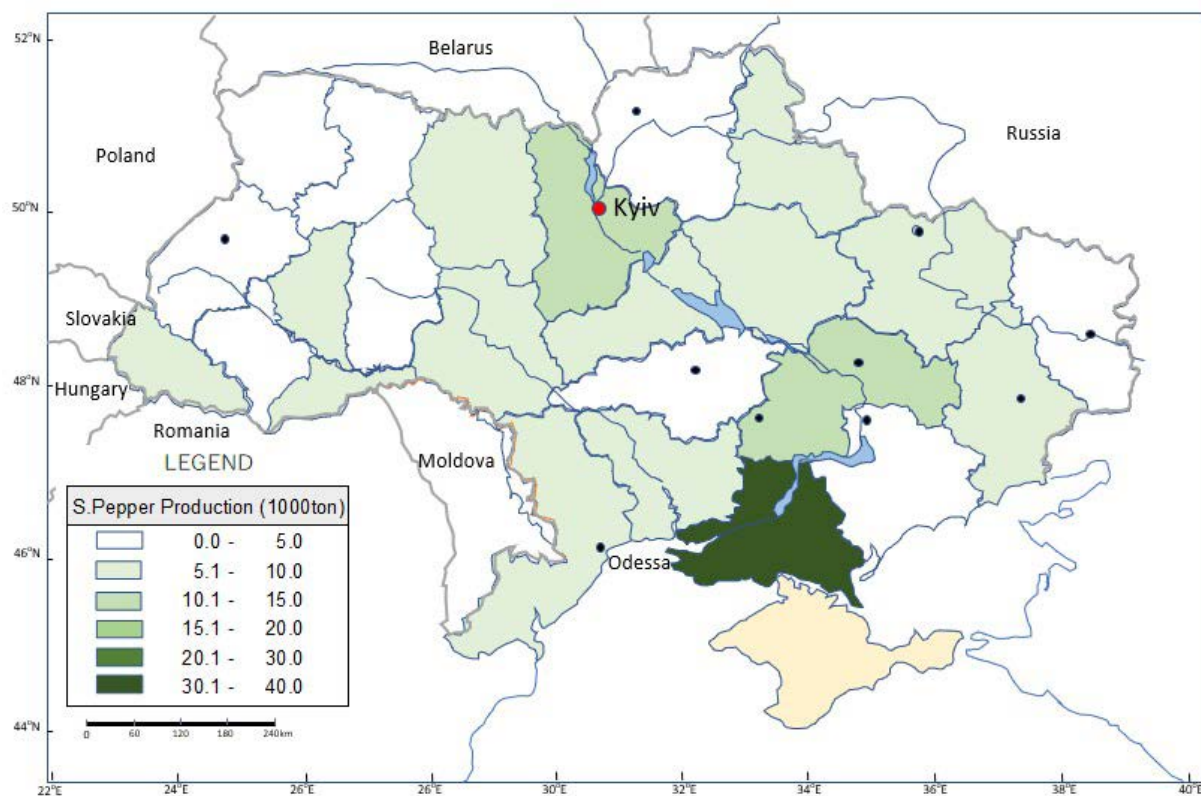 52°N
Belarus
Russia
Poland
50°N
Kyiv
Slovakia
48°N
Hungary
Romania
Moldova
LEGEND
S.Pepper Production (1000ton)
0.0 - 5.0
5.1 - 10.0
10.1 - 15.0
15.1 - 20.0
20.1 - 30.0
30.1 - 40.0
46°N
Odessa
0 60 120 180 240km
44°N
22°E 24°E 26°E 28°E 30°E 32°E 34°E 36°E 38°E 40°E